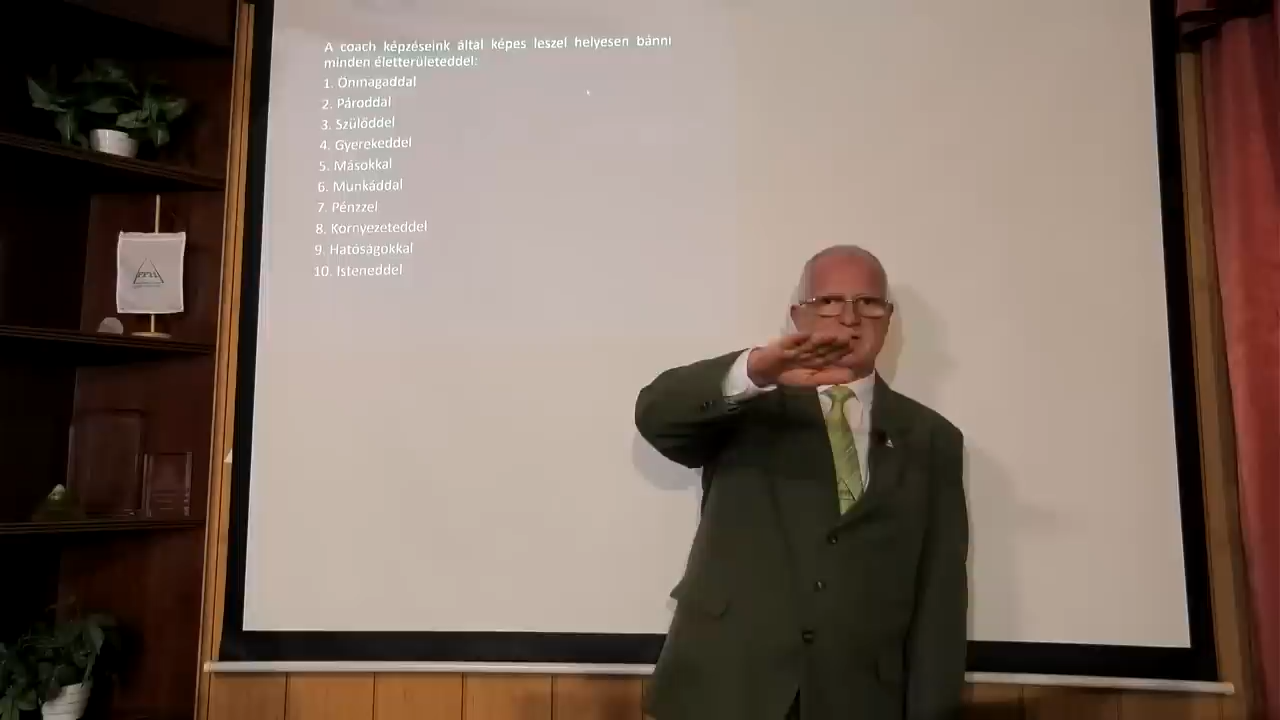 A coach képzéseink által képes leszel helyesen bánni
minden életterületeddel:
1. Önmagaddal
2. Pároddal
3. Szülőddel
4. Gyerekeddel
5. Másokkal
6. Munkáddal
7. Pénzzel
8. Környezeteddel
9. Hatóságokkal
10. Isteneddel